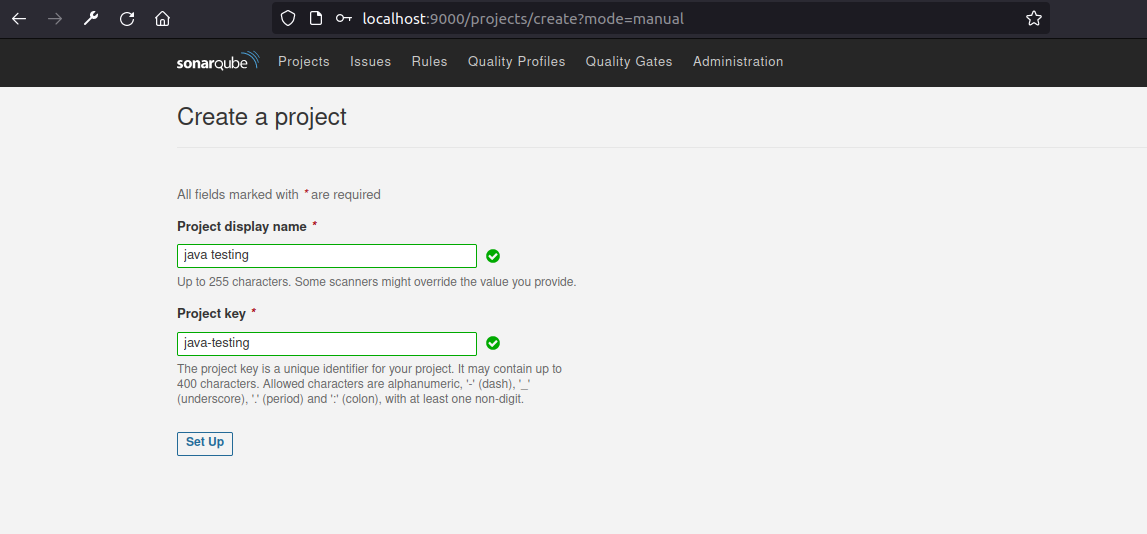 localhost:9000/projects/create?mode=manual
sonarqube Projects Issues Rules Quality Profiles Quality Gates Administration
Create a project
All fields marked with * are required
Project display name *
java testing
Up to 255 characters. Some scanners might override the value you provide.
Project key *
java-testing
The project key is a unique identifier for your project. It may contain up to
400 characters. Allowed characters are alphanumeric, '-' (dash), '_'
(underscore), '.' (period) and ':' (colon), with at least one non-digit.
Set Up